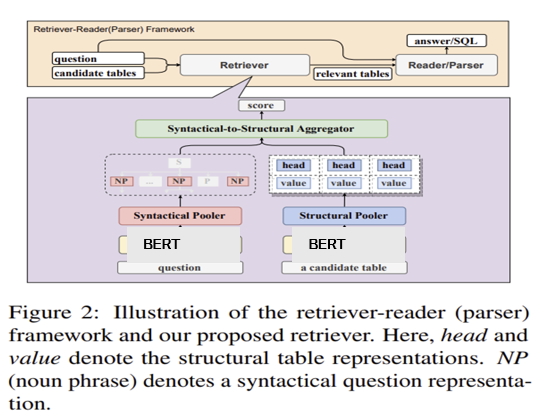 Retriever-Reader(Parser) Framework
question
candidate tables
Retriever
relevant tables
answer/SQL
Reader/Parser
score
Syntactical-to-Structural Aggregator
S
NP ... NP P NP
head head head
value value value
Syntactical Pooler
Structural Pooler
BERT
BERT
question
a candidate table
Figure 2: Illustration of the retriever-reader (parser)
framework and our proposed retriever. Here, head and
value denote the structural table representations. NP
(noun phrase) denotes a syntactical question representa-
tion.